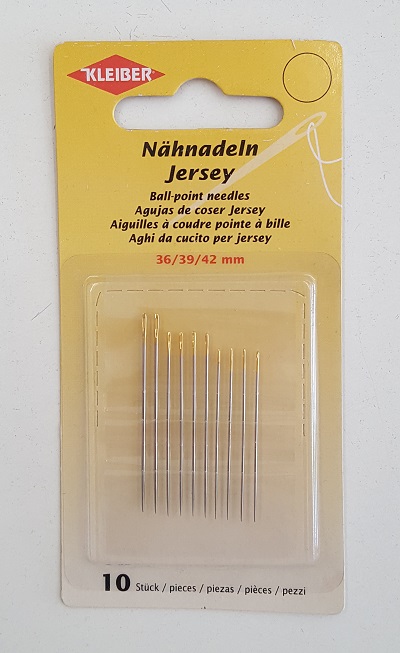 KLEIBER
Nähnadeln
Jersey
Ball-point needles
Agujas de coser Jersey
Aiguilles à coudre pointe à bille
Aghi da cucito per jersey
36/39/42 mm
10 Stück / pieces / piezas / pièces / pezzi